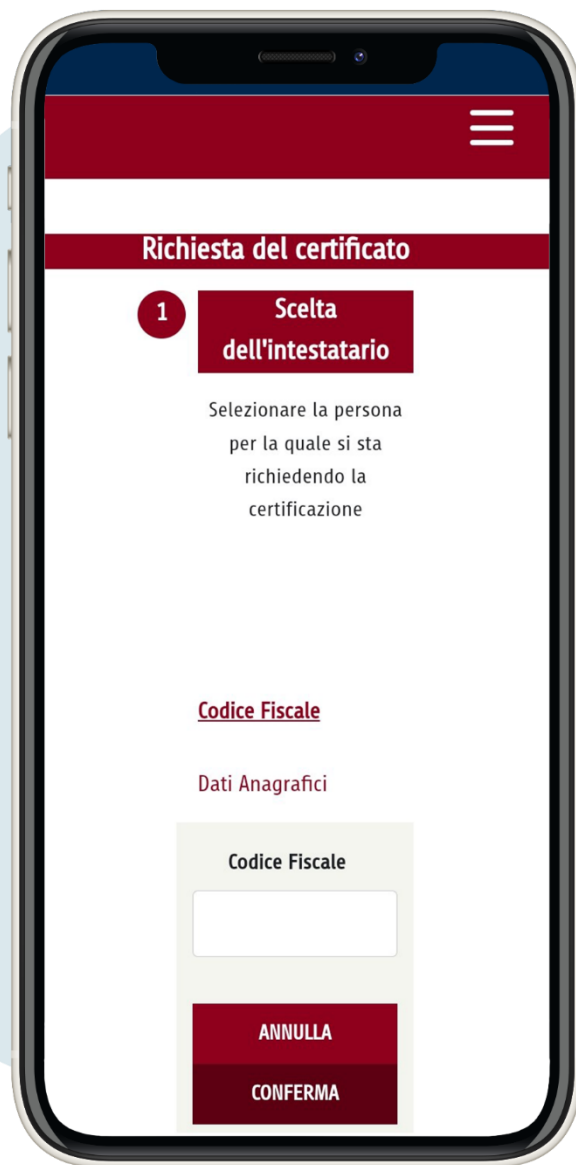 Richiesta del certificato
1
Scelta
dell'intestatario
Selezionare la persona
per la quale si sta
richiedendo la
certificazione
Codice Fiscale
Dati Anagrafici
Codice Fiscale
ANNULLA
CONFERMA